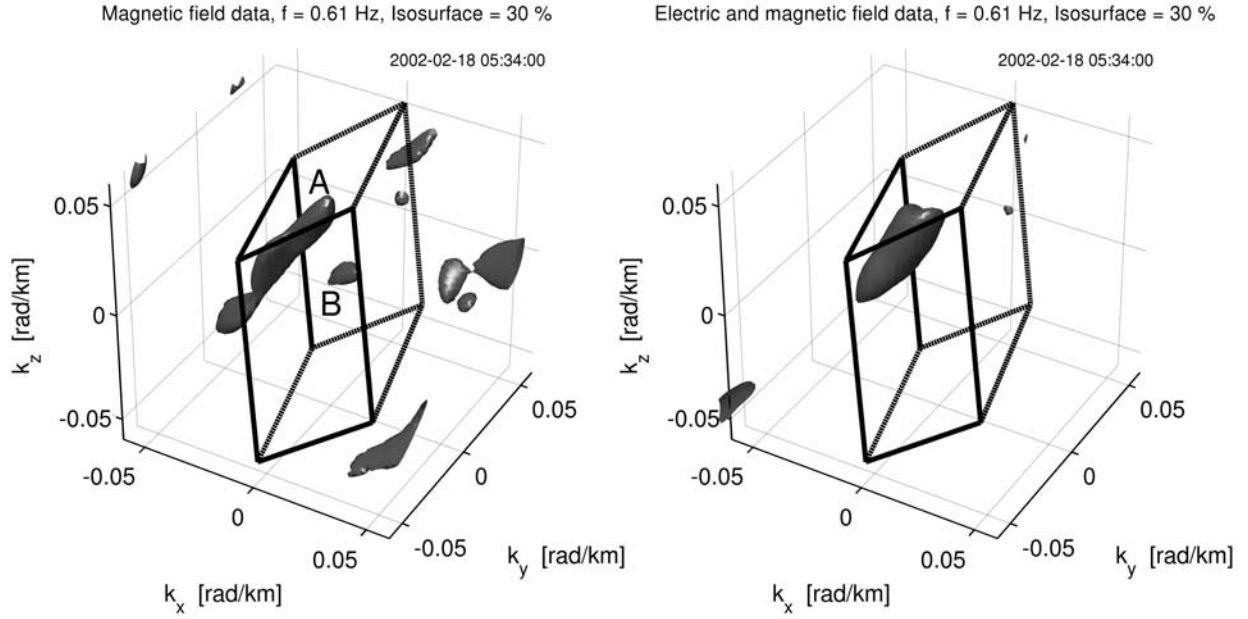 Magnetic field data, f = 0.61 Hz, Isosurface = 30 %
2002-02-18 05:34:00
A
B
0.05
0
-0.05
k_z [rad/km]
-0.05
0
0.05
k_x [rad/km]
0.05
0
-0.05
k_y [rad/km]
Electric and magnetic field data, f = 0.61 Hz, Isosurface = 30 %
2002-02-18 05:34:00
0.05
0
-0.05
k_z [rad/km]
-0.05
0
0.05
k_x [rad/km]
0.05
0
-0.05
k_y [rad/km]